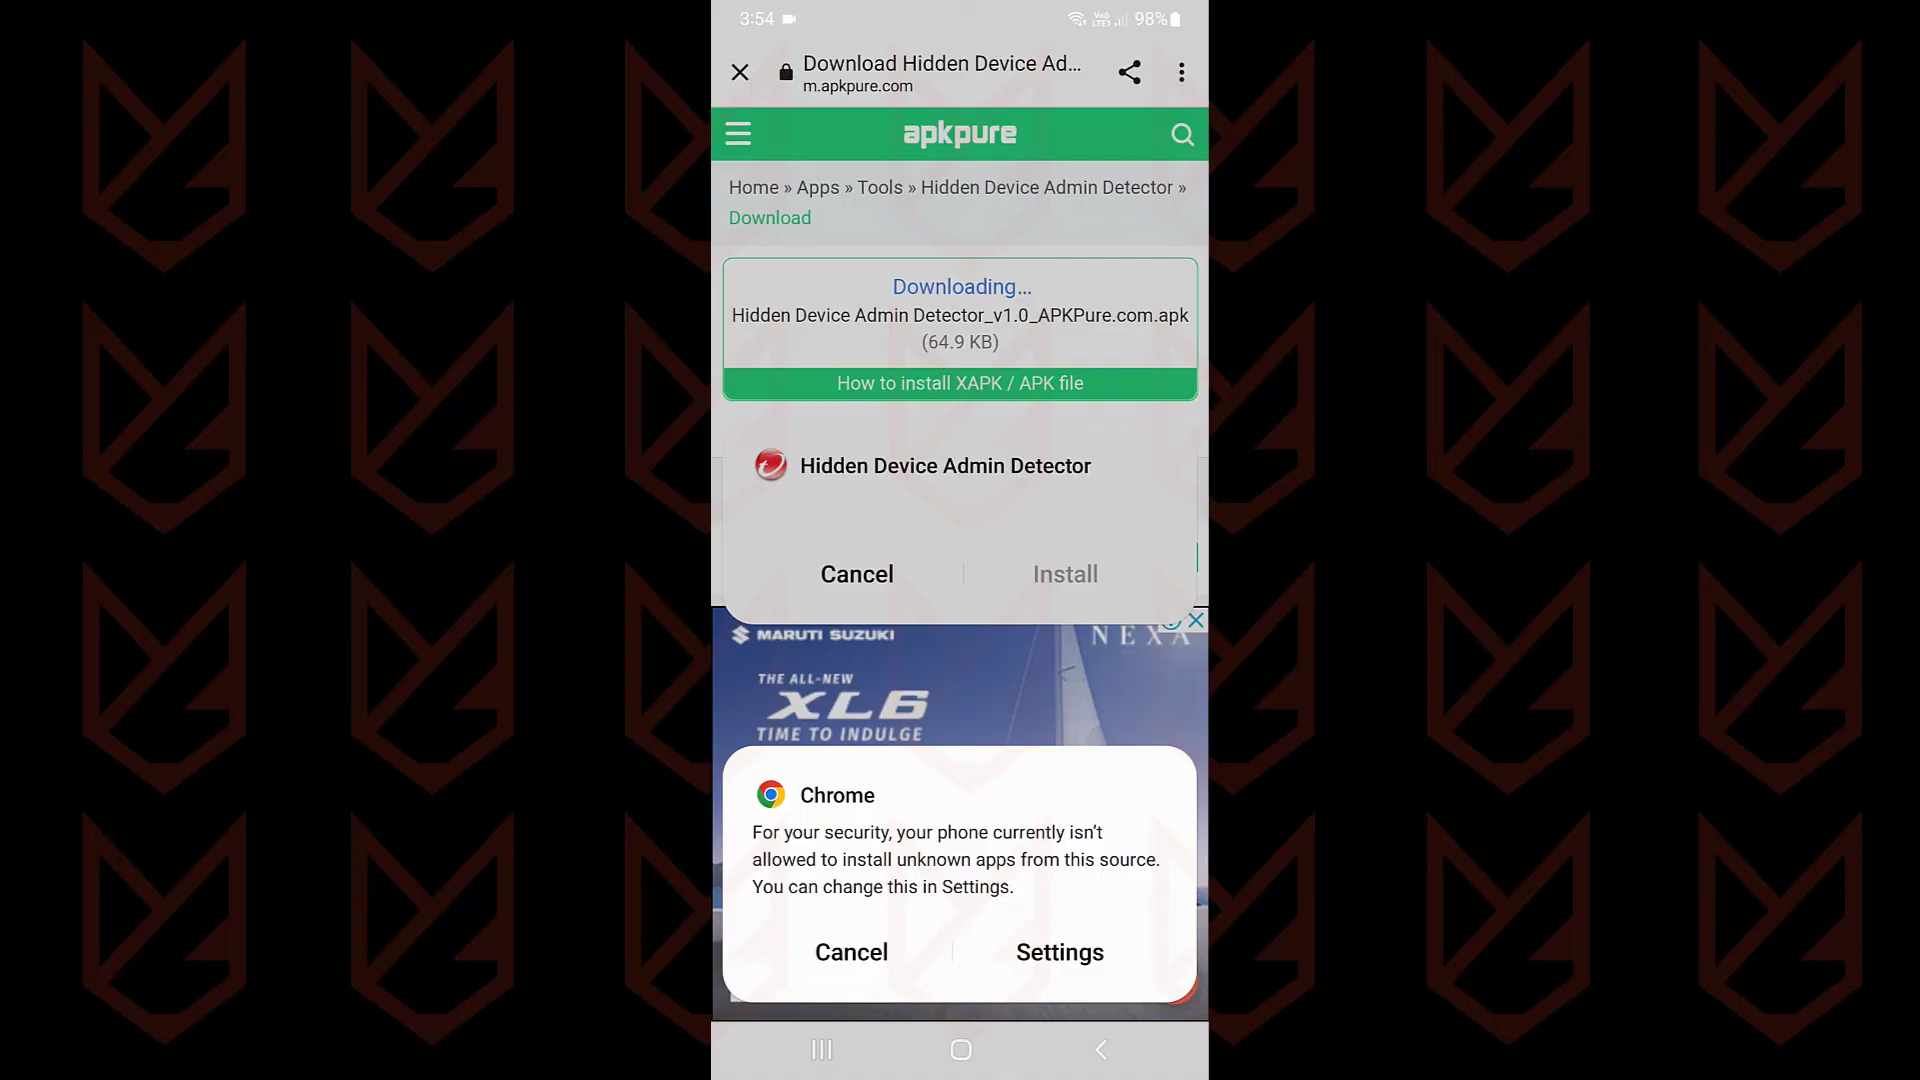 3:54
Vo)) LTE1 98%
Download Hidden Device Ad...
m.apkpure.com
apkpure
Home » Apps » Tools » Hidden Device Admin Detector »
Download
Downloading...
Hidden Device Admin Detector_v1.0_APKPure.com.apk
(64.9 KB)
How to install XAPK / APK file
Hidden Device Admin Detector
Cancel Install
MARUTI SUZUKI NEXA
THE ALL-NEW
XL6
TIME TO INDULGE
Chrome
For your security, your phone currently isn’t
allowed to install unknown apps from this source.
You can change this in Settings.
Cancel Settings